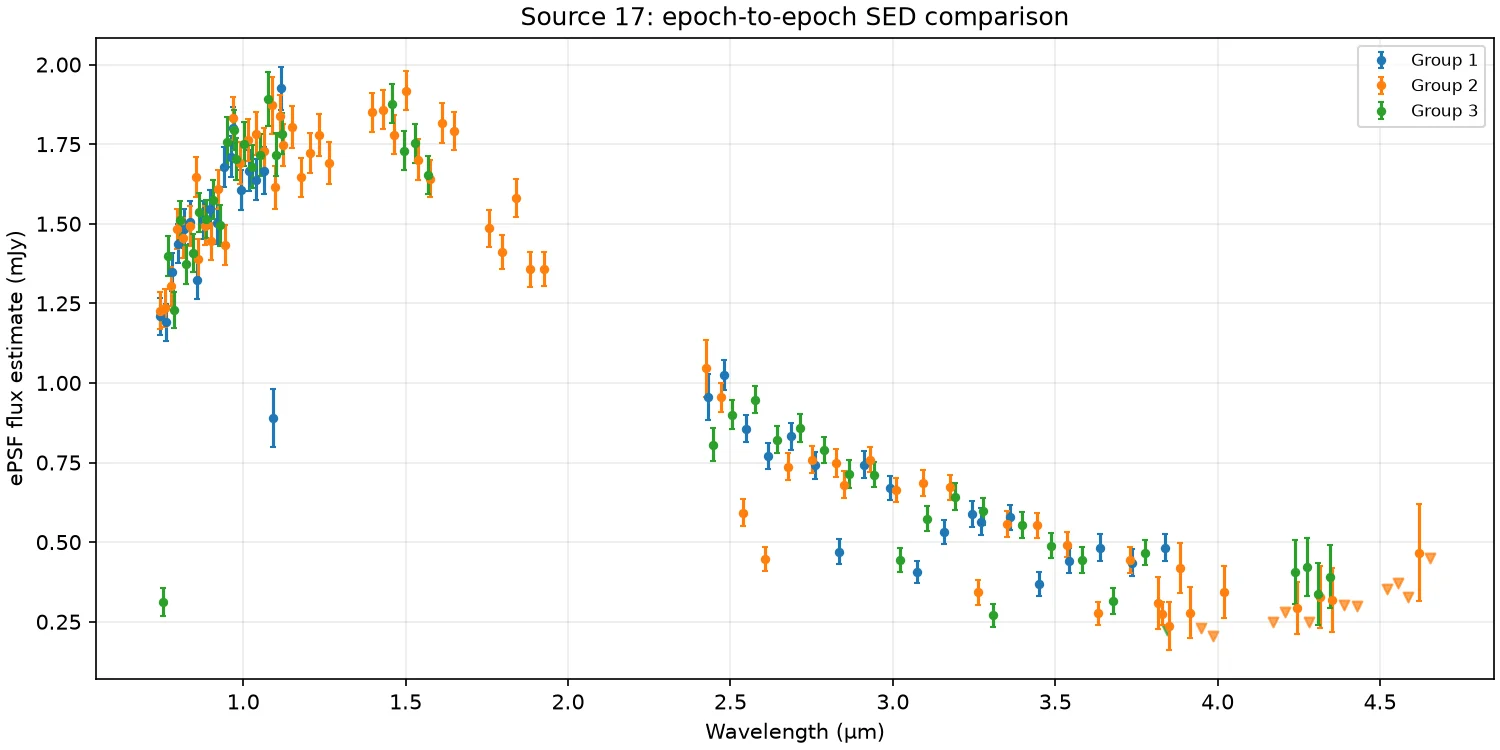 Source 17: epoch-to-epoch SED comparison
ePSF flux estimate (mJy)
2.00
1.75
1.50
1.25
1.00
0.75
0.50
0.25
Group 1
Group 2
Group 3
1.0 1.5 2.0 2.5 3.0 3.5 4.0 4.5
Wavelength (µm)